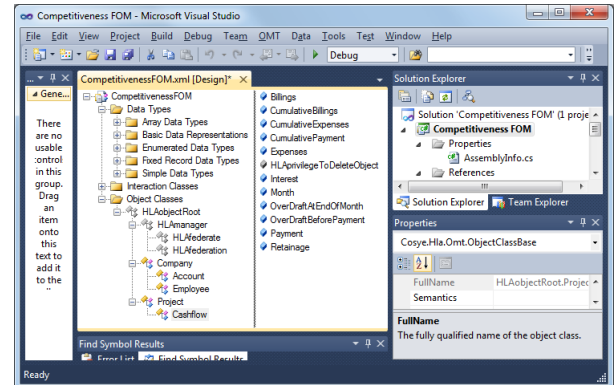 Competitiveness FOM - Microsoft Visual Studio
File Edit View Project Build Debug Team OMT Data Tools Test Window Help
Debug
CompetitivenessFOM.xml [Design]*
Gene...
There
are no
usable
control
in this
group.
Drag
an
item
onto
this
text to
add it
to the
CompetitivenessFOM
Data Types
Array Data Types
Basic Data Representations
Enumerated Data Types
Fixed Record Data Types
Simple Data Types
Interaction Classes
Object Classes
HLAobjectRoot
HLAmanager
HLAfederate
HLAfederation
Company
Account
Employee
Project
Cashflow
Billings
CumulativeBillings
CumulativeExpenses
CumulativePayment
Expenses
HLAprivilegeToDeleteObject
Interest
Month
OverDraftAtEndOfMonth
OverDraftBeforePayment
Payment
Retainage
Find Symbol Results
Error List Find Symbol Results
Solution Explorer
Solution 'Competitiveness FOM' (1 proje
Competitiveness FOM
Properties
AssemblyInfo.cs
References
Solution Explorer Team Explorer
Properties
Cosye.Hla.Omt.ObjectClassBase
FullName HLAobjectRoot.Projec
Semantics
FullName
The fully qualified name of the object class.
Ready